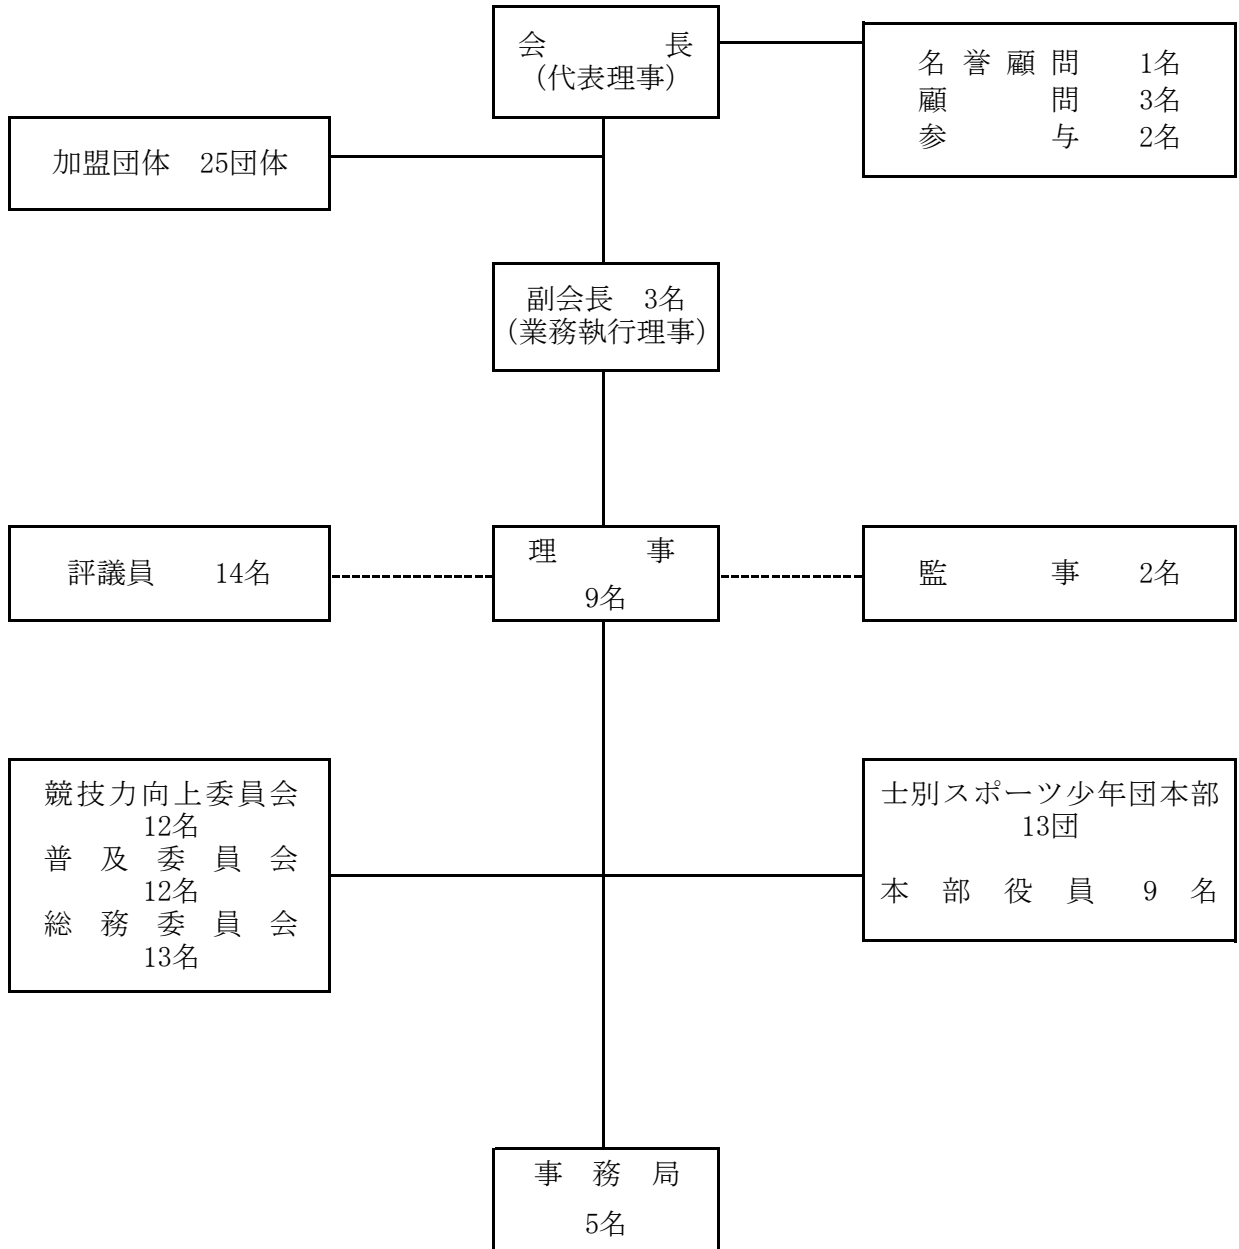 会　　　　長
(代表理事)
名誉顧問　1名
顧　　問　3名
参　　与　2名
加盟団体　25団体
副会長　3名
(業務執行理事)
評議員　14名
理　　　事
9名
監　　事　2名
競技力向上委員会
12名
普及委員会
12名
総務委員会
13名
士別スポーツ少年団本部
13団
本部役員　9名
事務局
5名